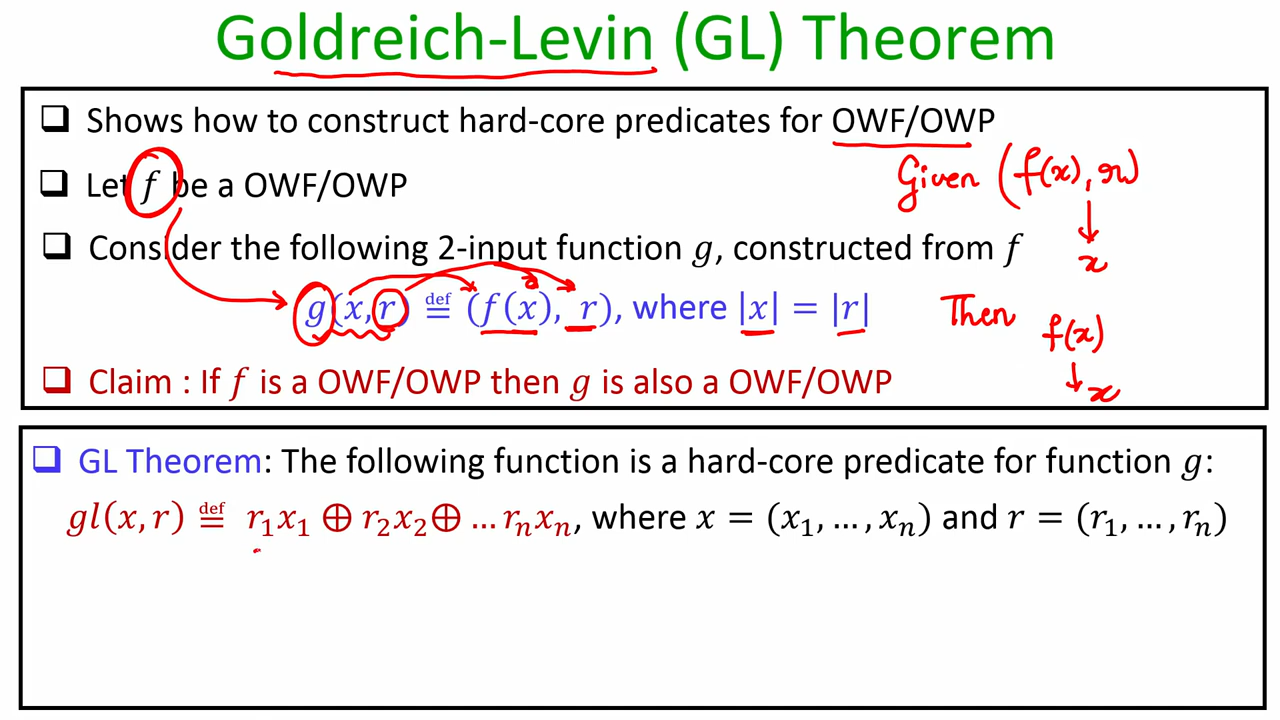 Goldreich-Levin (GL) Theorem
❑ Shows how to construct hard-core predicates for OWF/OWP
Given (f(x), r)
❑ Let f be a OWF/OWP
❑ Consider the following 2-input function g, constructed from f
x
g(x, r) ≝ (f(x), r), where |x| = |r|
Then
f(x)
x
❑ Claim : If f is a OWF/OWP then g is also a OWF/OWP
❑ GL Theorem: The following function is a hard-core predicate for function g:
gl(x, r) ≝ r₁x₁ ⊕ r₂x₂⊕ … rₙxₙ, where x = (x₁, … , xₙ) and r = (r₁, … , rₙ)